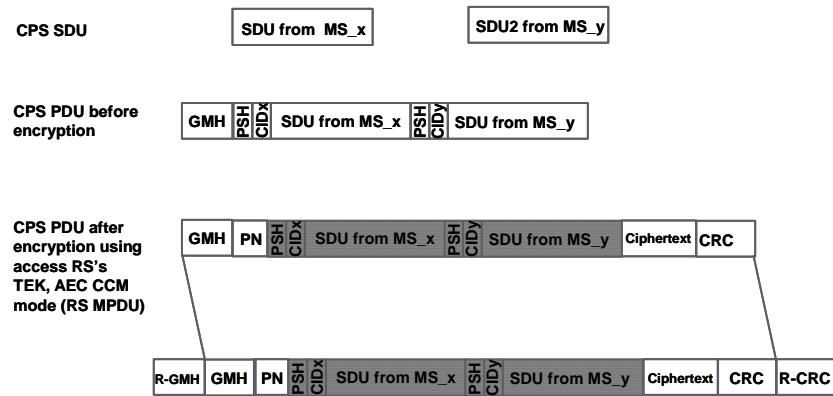 CPS SDU
SDU from MS_x
SDU2 from MS_y
CPS PDU before
encryption
GMH PSH CIDx SDU from MS_x PSH CIDy SDU from MS_y
CPS PDU after
encryption using
access RS's
TEK, AEC CCM
mode (RS MPDU)
GMH PN PSH CIDx SDU from MS_x PSH CIDy SDU from MS_y Ciphertext CRC
R-GMH GMH PN PSH CIDx SDU from MS_x PSH CIDy SDU from MS_y Ciphertext CRC R-CRC